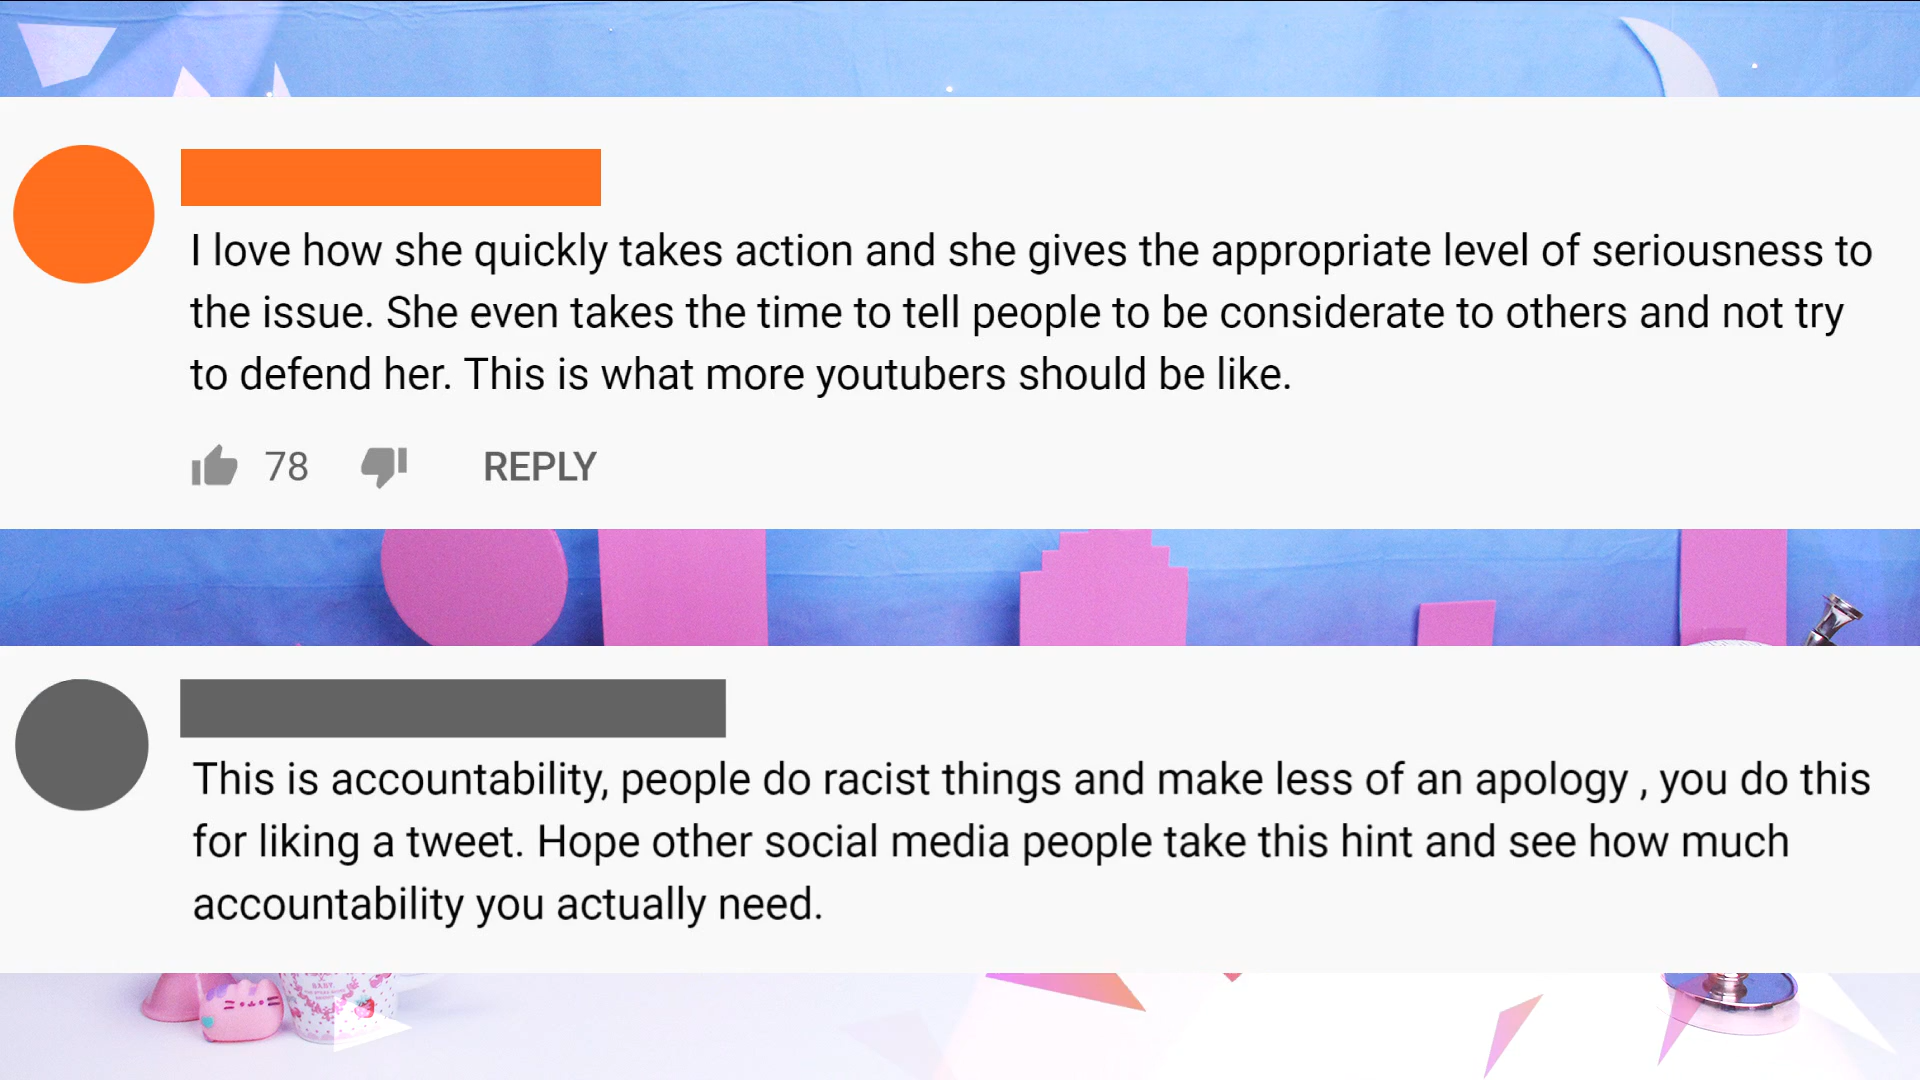 I love how she quickly takes action and she gives the appropriate level of seriousness to
the issue. She even takes the time to tell people to be considerate to others and not try
to defend her. This is what more youtubers should be like.
78 REPLY
This is accountability, people do racist things and make less of an apology , you do this
for liking a tweet. Hope other social media people take this hint and see how much
accountability you actually need.
BABY